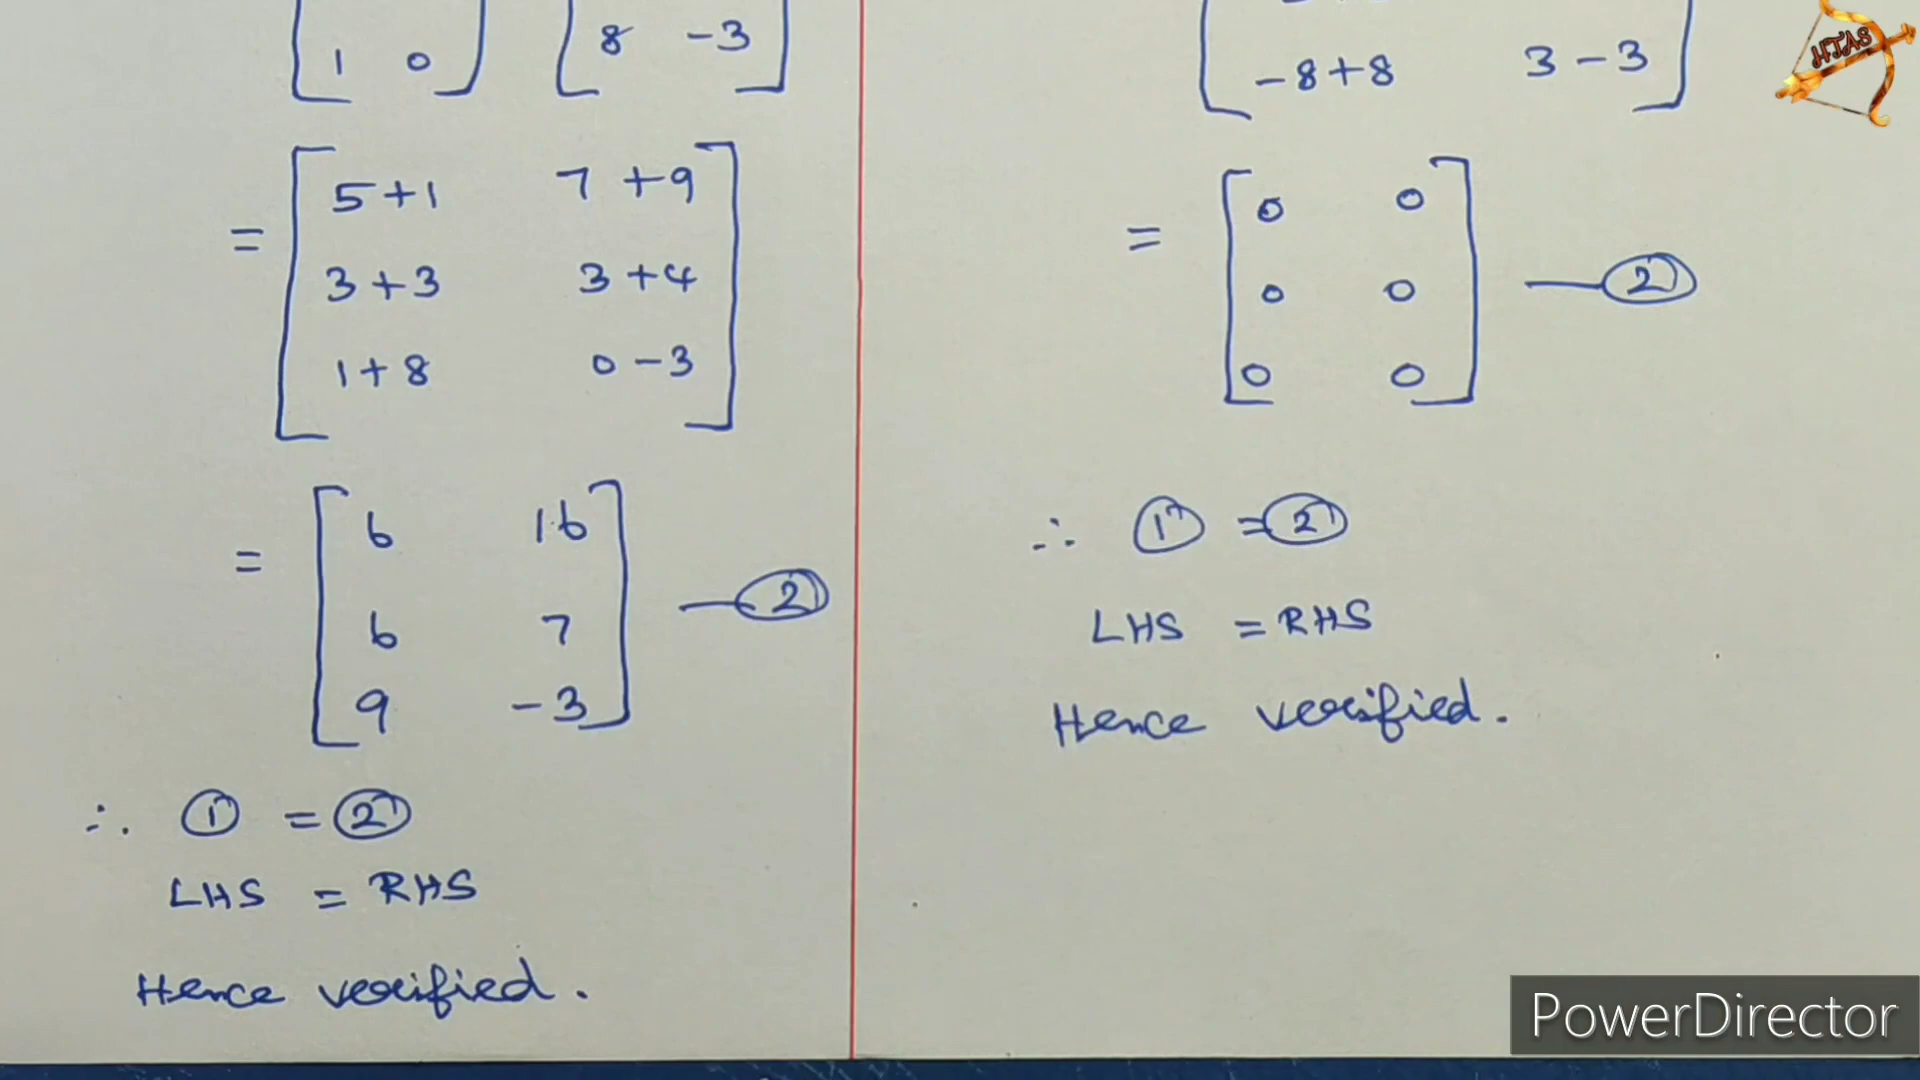 1 0 8 -3
= 5+1 7+9
3+3 3+4
1+8 0-3
= 6 16
6 7 —②
9 -3
∴ ① = ②
LHS = RHS
Hence verified.
-8+8 3-3
= 0 0
0 0 —②
0 0
∴ ① = ②
LHS = RHS
Hence verified.
HTAS
PowerDirector